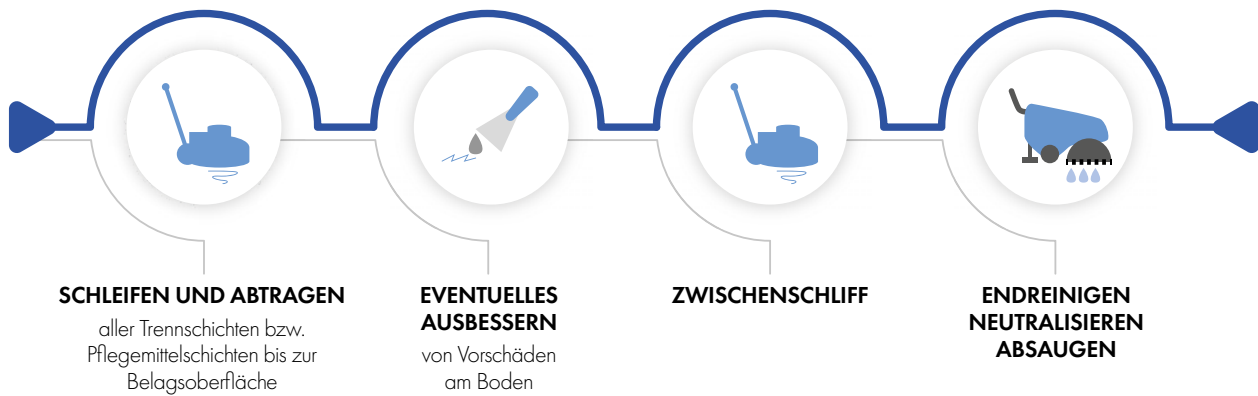 SCHLEIFEN UND ABTRAGEN
aller Trennschichten bzw.
Pflegemittelschichten bis zur
Belagsoberfläche
EVENTUELLES
AUSBESSERN
von Vorschäden
am Boden
ZWISCHENSCHLIFF
ENDREINIGEN
NEUTRALISIEREN
ABSAUGEN